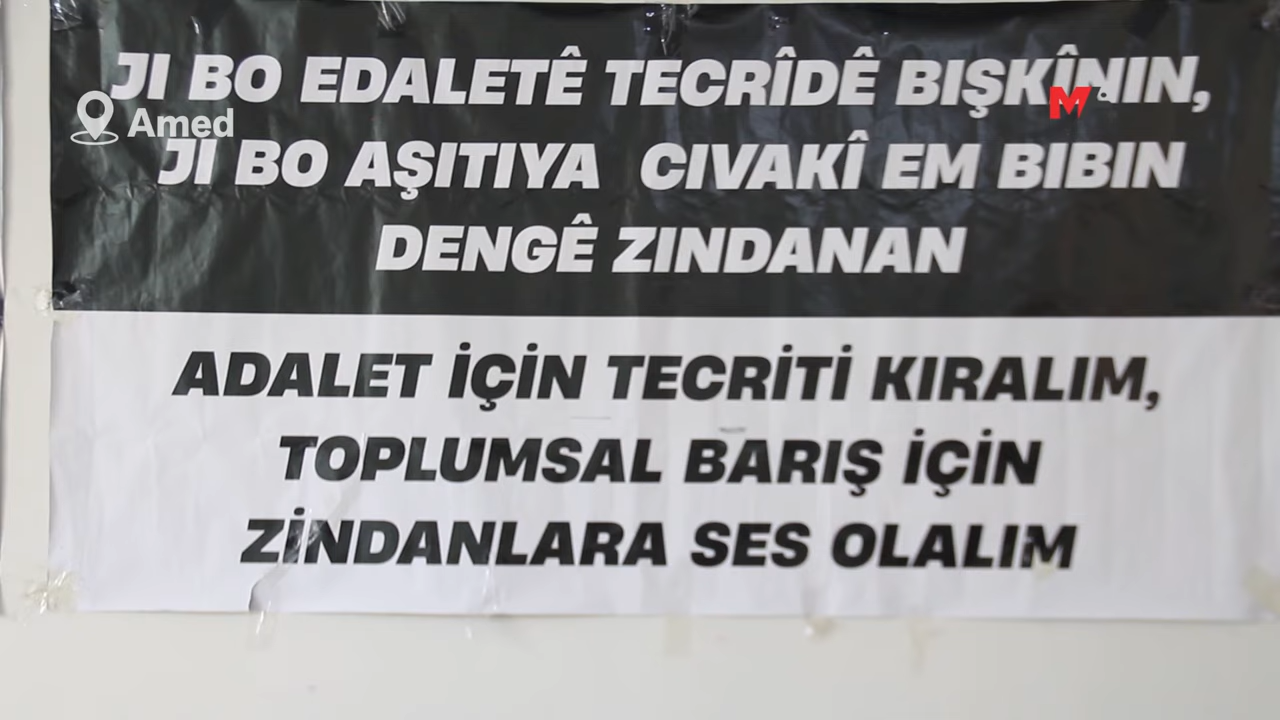 JI BO EDALETÊ TECRÎDÊ BIŞKÎNIN,
Amed
JI BO AŞITIYA CIVAKÎ EM BIBIN
DENGÊ ZINDANAN
ADALET İÇİN TECRİTİ KIRALIM,
TOPLUMSAL BARIŞ İÇİN
ZİNDANLARA SES OLALIM